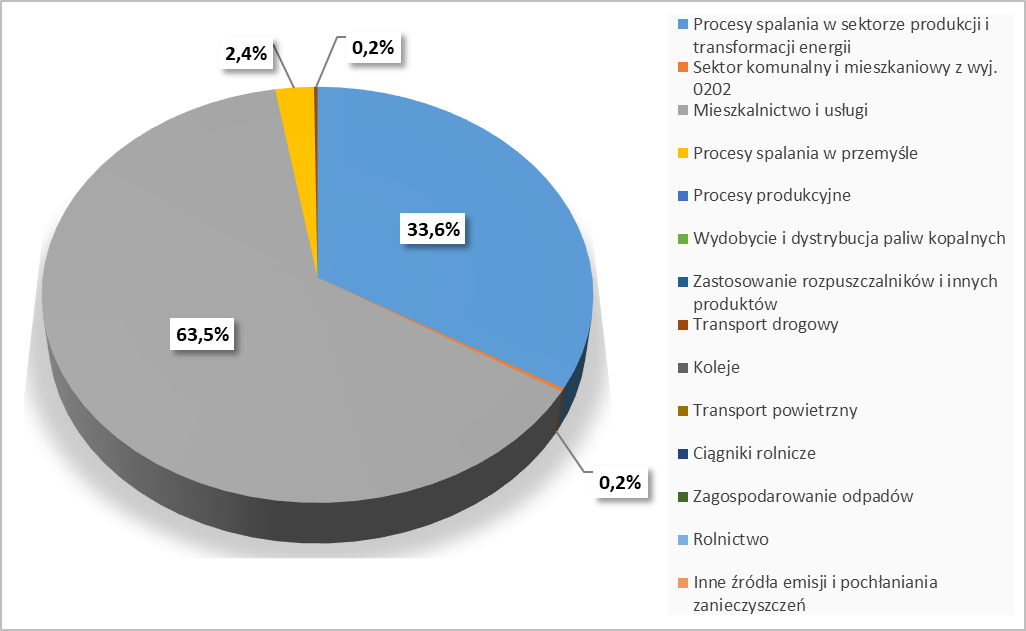 2,4%
0,2%
33,6%
63,5%
0,2%
Procesy spalania w sektorze produkcji i
transformacji energii
Sektor komunalny i mieszkaniowy z wyj.
0202
Mieszkalnictwo i usługi
Procesy spalania w przemyśle
Procesy produkcyjne
Wydobycie i dystrybucja paliw kopalnych
Zastosowanie rozpuszczalników i innych
produktów
Transport drogowy
Koleje
Transport powietrzny
Ciągniki rolnicze
Zagospodarowanie odpadów
Rolnictwo
Inne źródła emisji i pochłaniania
zanieczyszczeń